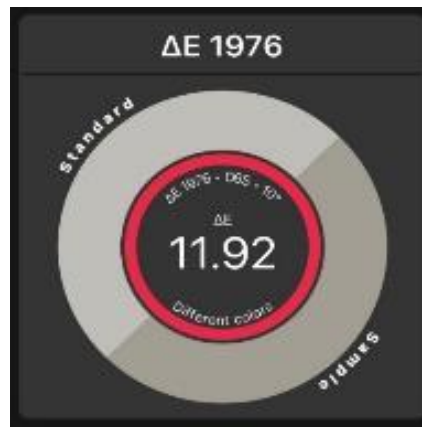 ΔE 1976
Standard
ΔE 1976 - D65 - 10°
ΔE
11.92
Different colors
Sample